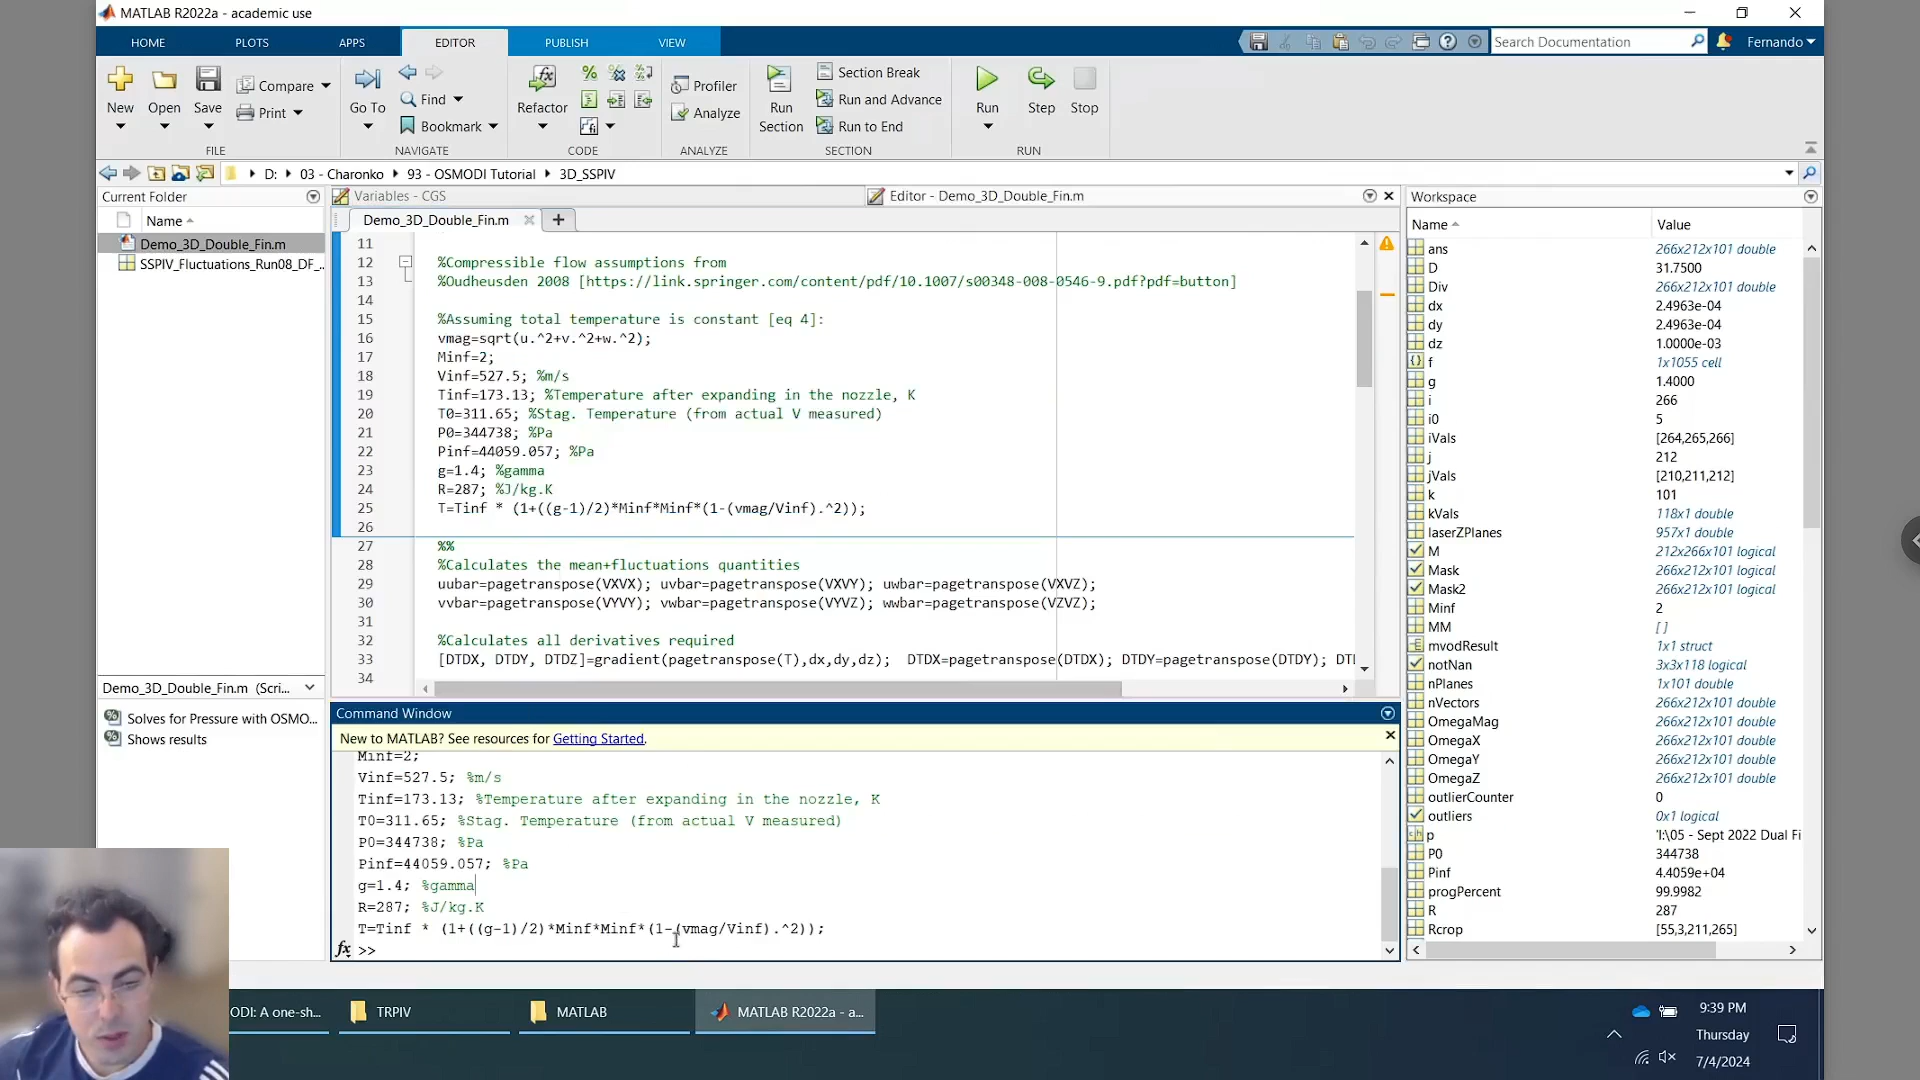 MATLAB R2022a - academic use
HOME PLOTS APPS EDITOR PUBLISH VIEW
Search Documentation
Fernando
New Open Save Compare Print
Go To Find Bookmark
Refactor
Profiler Analyze
Run Section Section Break Run and Advance Run to End
Run Step Stop
FILE NAVIGATE CODE ANALYZE SECTION RUN
D: 03 - Charonko 93 - OSMODI Tutorial 3D_SSPIV
Current Folder
Name
Demo_3D_Double_Fin.m
SSPIV_Fluctuations_Run08_DF_...
Demo_3D_Double_Fin.m (Scri...
Solves for Pressure with OSMO...
Shows results
Variables - CGS
Editor - Demo_3D_Double_Fin.m
Demo_3D_Double_Fin.m
11
12 %Compressible flow assumptions from
13 %Oudheusden 2008 [https://link.springer.com/content/pdf/10.1007/s00348-008-0546-9.pdf?pdf=button]
14
15 %Assuming total temperature is constant [eq 4]:
16 vmag=sqrt(u.^2+v.^2+w.^2);
17 Minf=2;
18 Vinf=527.5; %m/s
19 Tinf=173.13; %Temperature after expanding in the nozzle, K
20 T0=311.65; %Stag. Temperature (from actual V measured)
21 P0=344738; %Pa
22 Pinf=44059.057; %Pa
23 g=1.4; %gamma
24 R=287; %J/kg.K
25 T=Tinf * (1+((g-1)/2)*Minf*Minf*(1-(vmag/Vinf).^2));
26
27 %%
28 %Calculates the mean+fluctuations quantities
29 uubar=pagetranspose(VXVX); uvbar=pagetranspose(VXVY); uwbar=pagetranspose(VXVZ);
30 vvbar=pagetranspose(VYVY); vwbar=pagetranspose(VYVZ); wwbar=pagetranspose(VZVZ);
31
32 %Calculates all derivatives required
33 [DTDX, DTDY, DTDZ]=gradient(pagetranspose(T),dx,dy,dz); DTDX=pagetranspose(DTDX); DTDY=pagetranspose(DTDY); DT
34
Command Window
New to MATLAB? See resources for Getting Started.
Minf=2;
Vinf=527.5; %m/s
Tinf=173.13; %Temperature after expanding in the nozzle, K
T0=311.65; %Stag. Temperature (from actual V measured)
P0=344738; %Pa
Pinf=44059.057; %Pa
g=1.4; %gamma
R=287; %J/kg.K
T=Tinf * (1+((g-1)/2)*Minf*Minf*(1-(vmag/Vinf).^2));
fx >>
Workspace
Name Value
ans 266x212x101 double
D 31.7500
Div 266x212x101 double
dx 2.4963e-04
dy 2.4963e-04
dz 1.0000e-03
f 1x1055 cell
g 1.4000
i 266
i0 5
iVals [264,265,266]
j 212
jVals [210,211,212]
k 101
kVals 118x1 double
laserZPlanes 957x1 double
M 212x266x101 logical
Mask 266x212x101 logical
Mask2 266x212x101 logical
Minf 2
MM []
mvodResult 1x1 struct
notNan 3x3x118 logical
nPlanes 1x101 double
nVectors 266x212x101 double
OmegaMag 266x212x101 double
OmegaX 266x212x101 double
OmegaY 266x212x101 double
OmegaZ 266x212x101 double
outlierCounter 0
outliers 0x1 logical
p 'I:\05 - Sept 2022 Dual Fi
P0 344738
Pinf 4.4059e+04
progPercent 99.9982
R 287
Rcrop [55,3,211,265]
ODI: A one-sh...
TRPIV
MATLAB
MATLAB R2022a - a...
9:39 PM
Thursday
7/4/2024